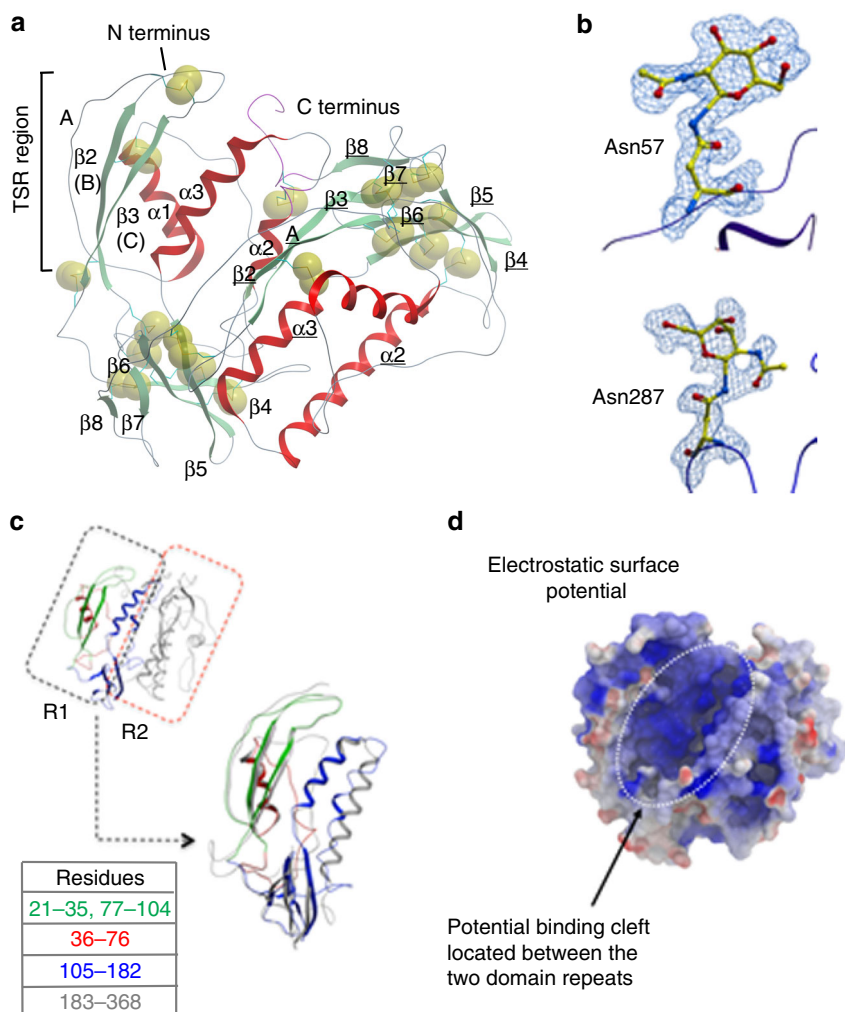 a
N terminus
TSR region
A
C terminus
β2
(B)
β3
(C)
α1
α3
β8
β7
β3
β5
β6
A
α2
β4
β2
α3
α2
β6
β4
β8
β7
β5
b
Asn57
Asn287
c
R1
R2
Residues
21–35, 77–104
36–76
105–182
183–368
d
Electrostatic surface
potential
Potential binding cleft
located between the
two domain repeats